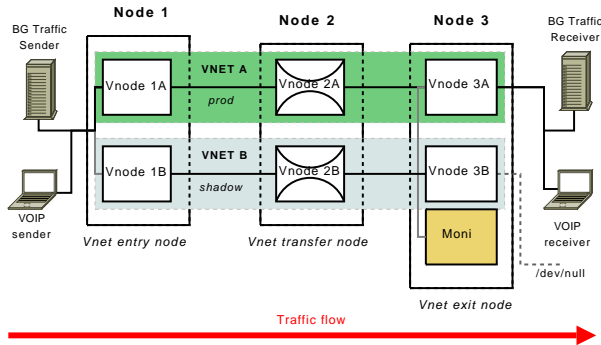 Node 1
Node 2
Node 3
BG Traffic
Sender
BG Traffic
Receiver
VNET A
Vnode 1A
prod
Vnode 2A
Vnode 3A
VNET B
Vnode 1B
shadow
Vnode 2B
Vnode 3B
VOIP
sender
Moni
VOIP
receiver
Vnet entry node
Vnet transfer node
/dev/null
Vnet exit node
Traffic flow